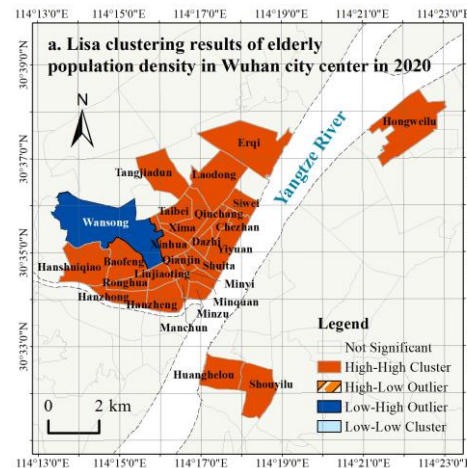 114°13'0"E 114°15'0"E 114°17'0"E 114°19'0"E 114°21'0"E 114°23'0"E
a. Lisa clustering results of elderly
population density in Wuhan city center in 2020
30°39'0"N
N
Hongweilu
Erqi
30°37'0"N
Tangjiadun
Laodong
Yangtze River
Siwei
Taibei
Qiuchang
Wansong
Xima
Chezhan
Xinhua
Dazhi
Yiyuan
30°35'0"N
Hanshuiqiao
Baofeng
Qianjin
Shuita
Linjiaoting
Ronghua
Minyi
Hanzhong
Hanzheng
Minquan
Minzu
Manchun
30°33'0"N
Legend
Not Significant
High-High Cluster
High-Low Outlier
Low-High Outlier
Low-Low Cluster
Huanghelou
Shouyilu
0 2 km
114°13'0"E 114°15'0"E 114°17'0"E 114°19'0"E 114°21'0"E 114°23'0"E